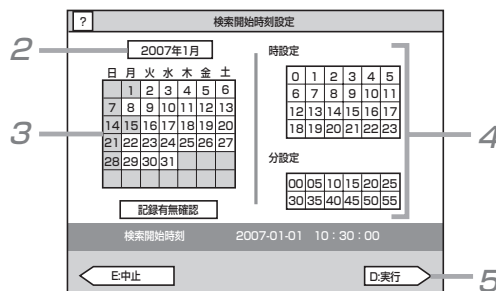 ? 検索開始時刻設定
2 2007年1月
日 月 火 水 木 金 土
1 2 3 4 5 6
7 8 9 10 11 12 13
14 15 16 17 18 19 20
21 22 23 24 25 26 27
28 29 30 31
3
記録有無確認
時設定
0 1 2 3 4 5
6 7 8 9 10 11
12 13 14 15 16 17
18 19 20 21 22 23
4
分設定
00 05 10 15 20 25
30 35 40 45 50 55
検索開始時刻 2007-01-01 10:30:00
E:中止 D:実行 5